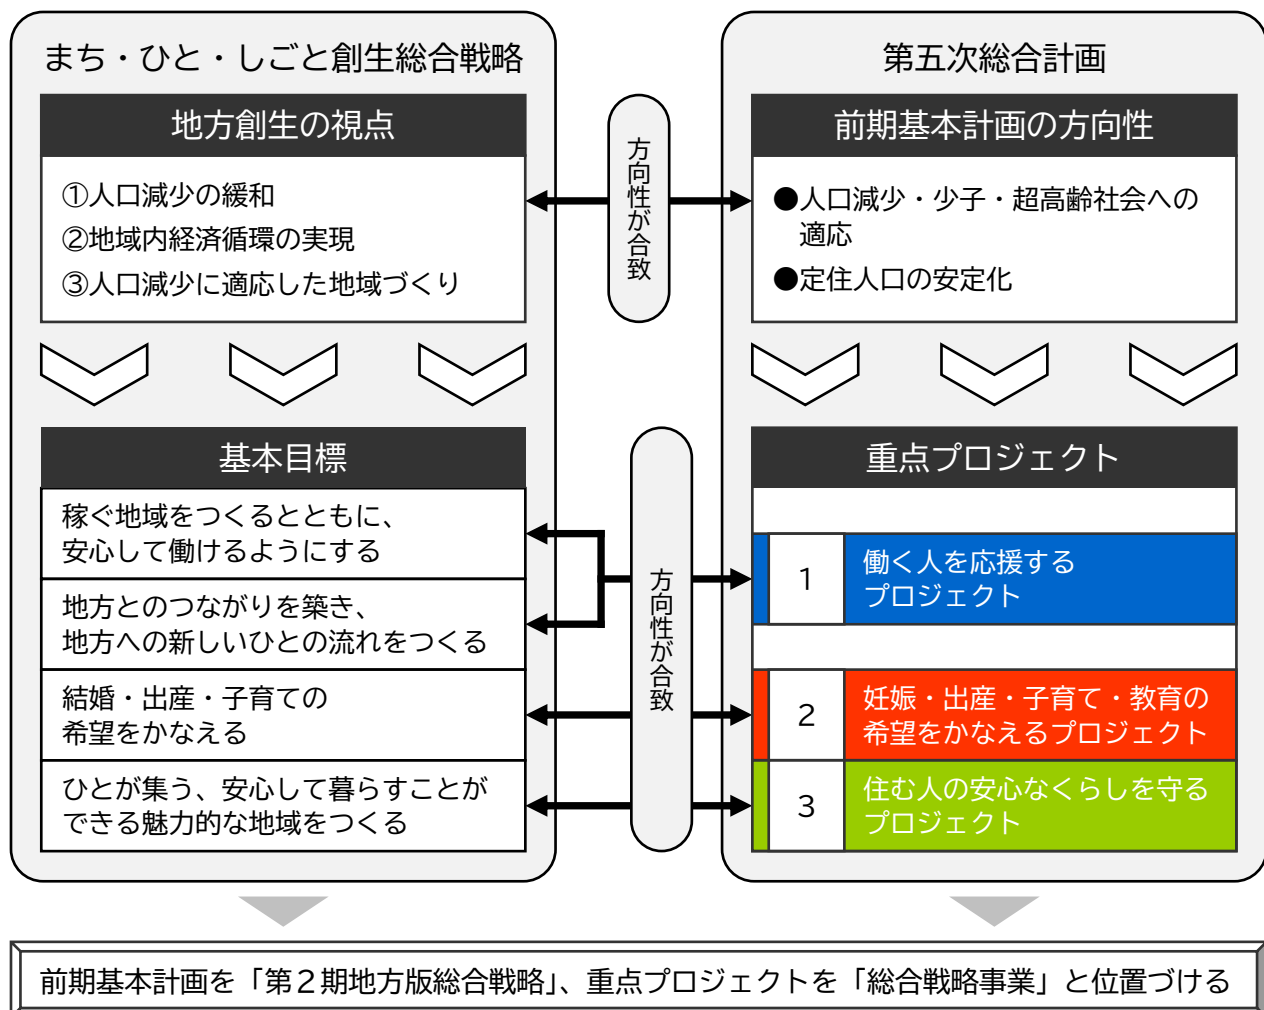 まち・ひと・しごと創生総合戦略
地方創生の視点
①人口減少の緩和
②地域内経済循環の実現
③人口減少に適応した地域づくり
方向性が合致
第五次総合計画
前期基本計画の方向性
●人口減少・少子・超高齢社会への
適応
●定住人口の安定化
基本目標
稼ぐ地域をつくるとともに、
安心して働けるようにする
地方とのつながりを築き、
地方への新しいひとの流れをつくる
結婚・出産・子育ての
希望をかなえる
ひとが集う、安心して暮らすことが
できる魅力的な地域をつくる
方向性が合致
重点プロジェクト
1
働く人を応援する
プロジェクト
2
妊娠・出産・子育て・教育の
希望をかなえるプロジェクト
3
住む人の安心なくらしを守る
プロジェクト
前期基本計画を「第２期地方版総合戦略」、重点プロジェクトを「総合戦略事業」と位置づける